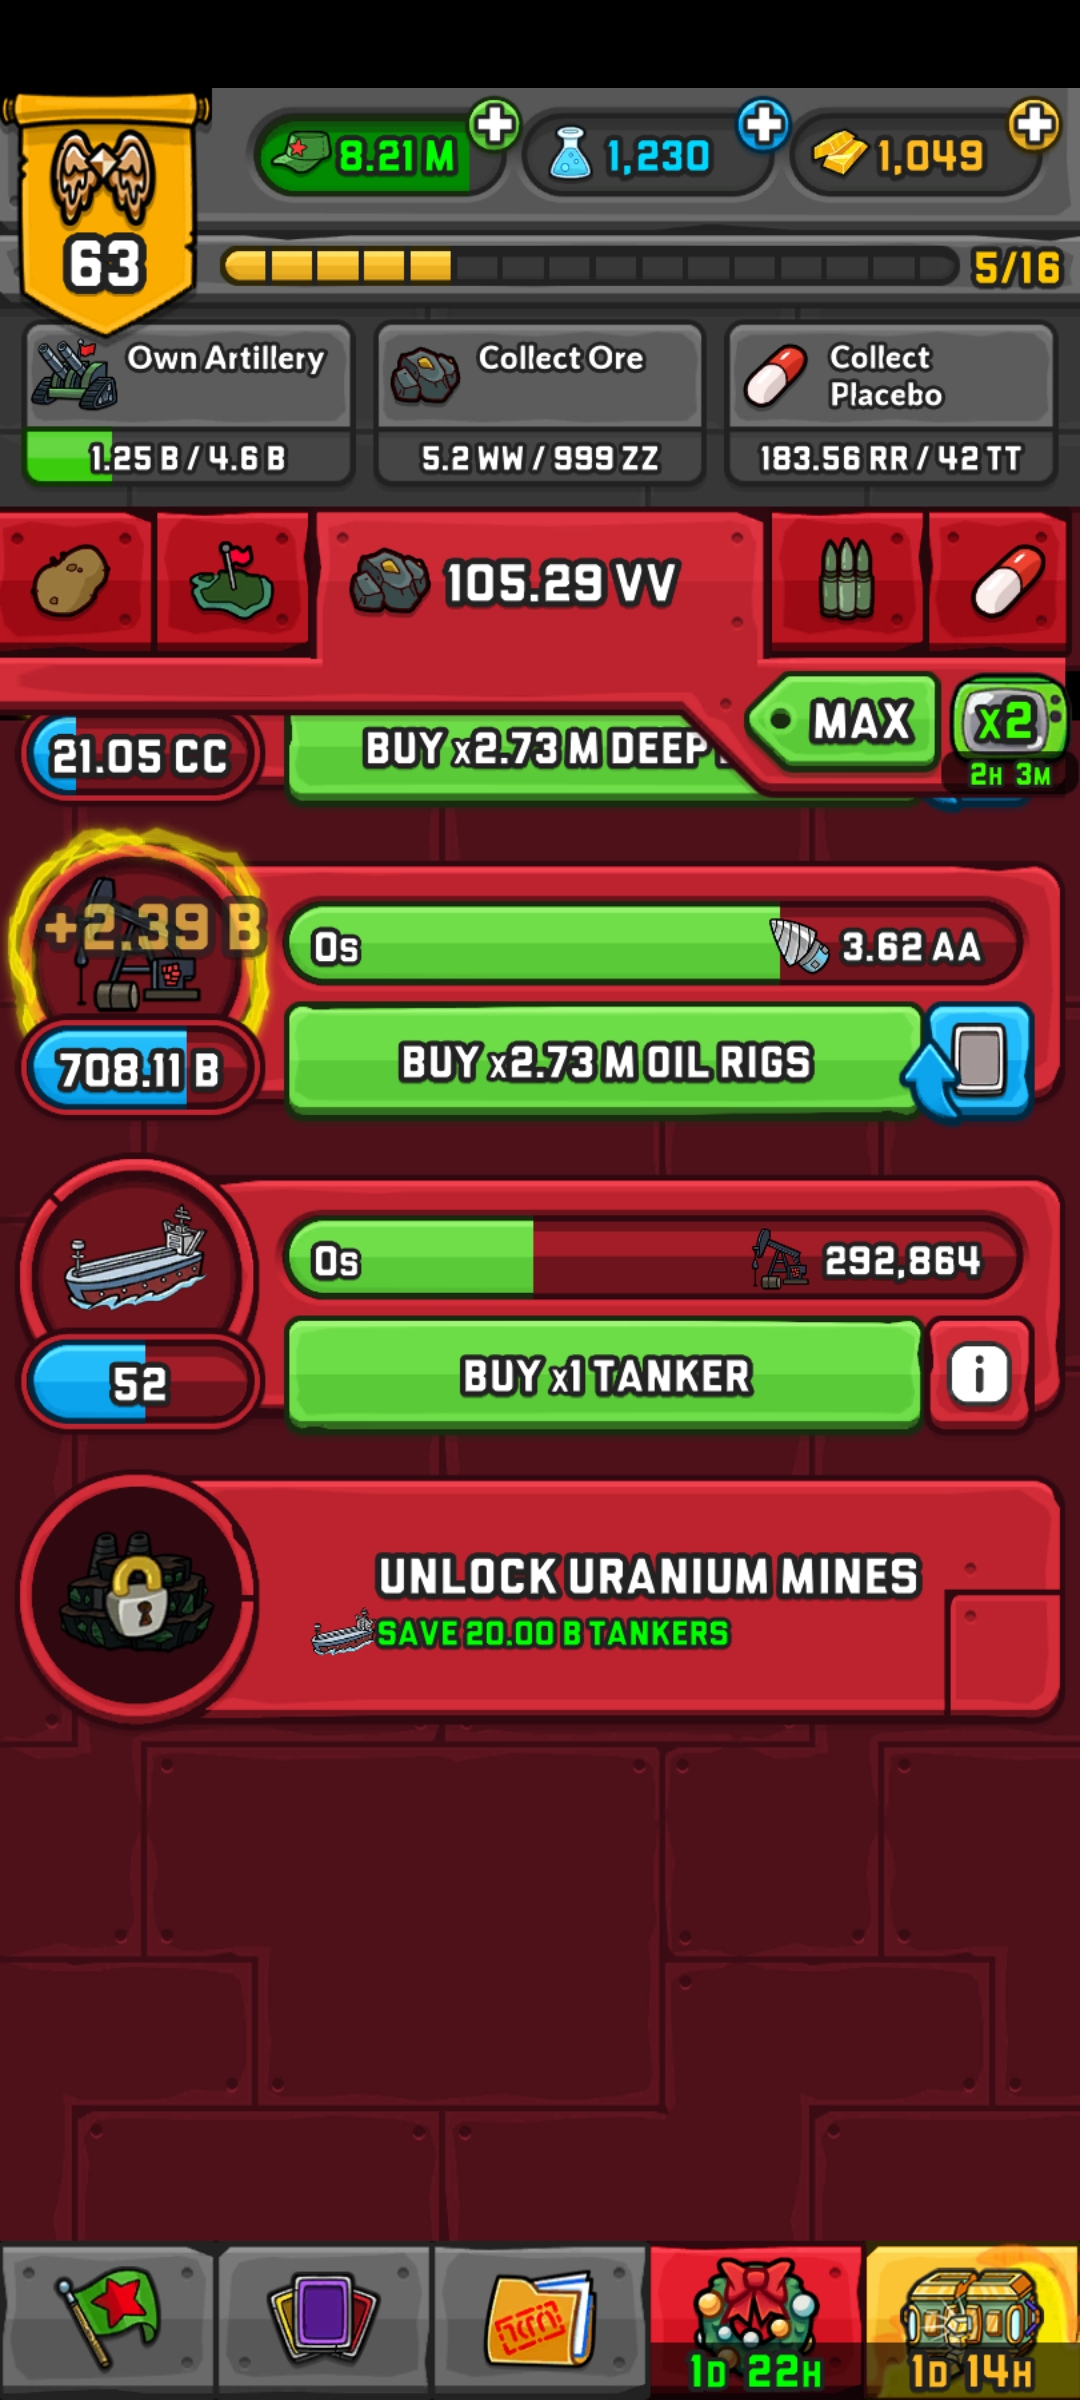 8.21 M
1,230
1,049
63
5/16
Own Artillery
1.25 B / 4.6 B
Collect Ore
5.2 WW / 999 ZZ
Collect
Placebo
183.56 RR / 42 TT
105.29 VV
MAX
X2
2H 3M
21.05 CC
BUY x2.73 M DEEP
+2.39 B
0s
3.62 AA
708.11 B
BUY x2.73 M OIL RIGS
0s
292,864
52
BUY x1 TANKER
i
UNLOCK URANIUM MINES
SAVE 20.00 B TANKERS
1D 22H
1D 14H